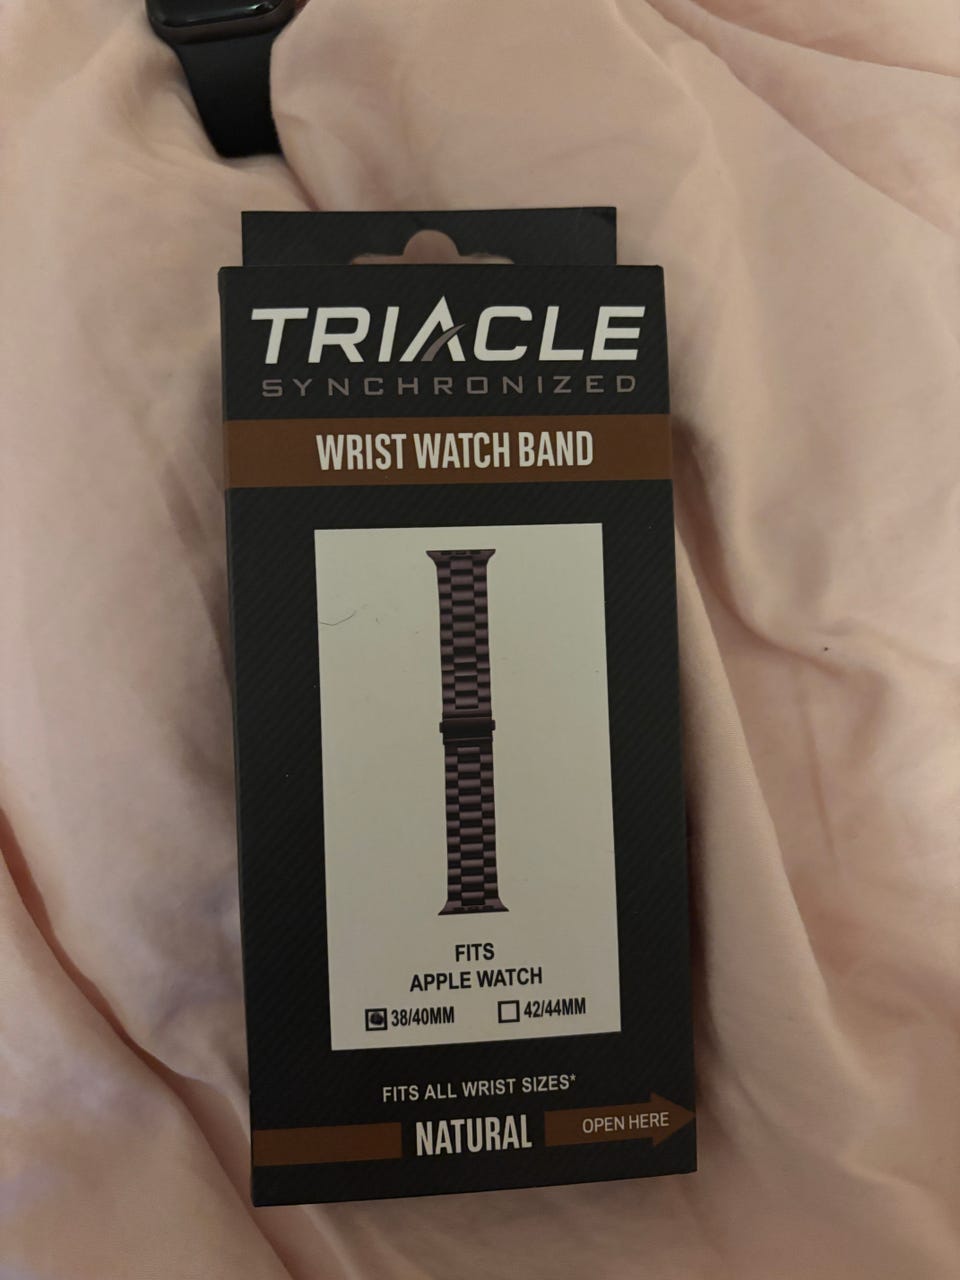 TRIACLE
SYNCHRONIZED
WRIST WATCH BAND
FITS
APPLE WATCH
38/40MM 42/44MM
FITS ALL WRIST SIZES*
NATURAL
OPEN HERE